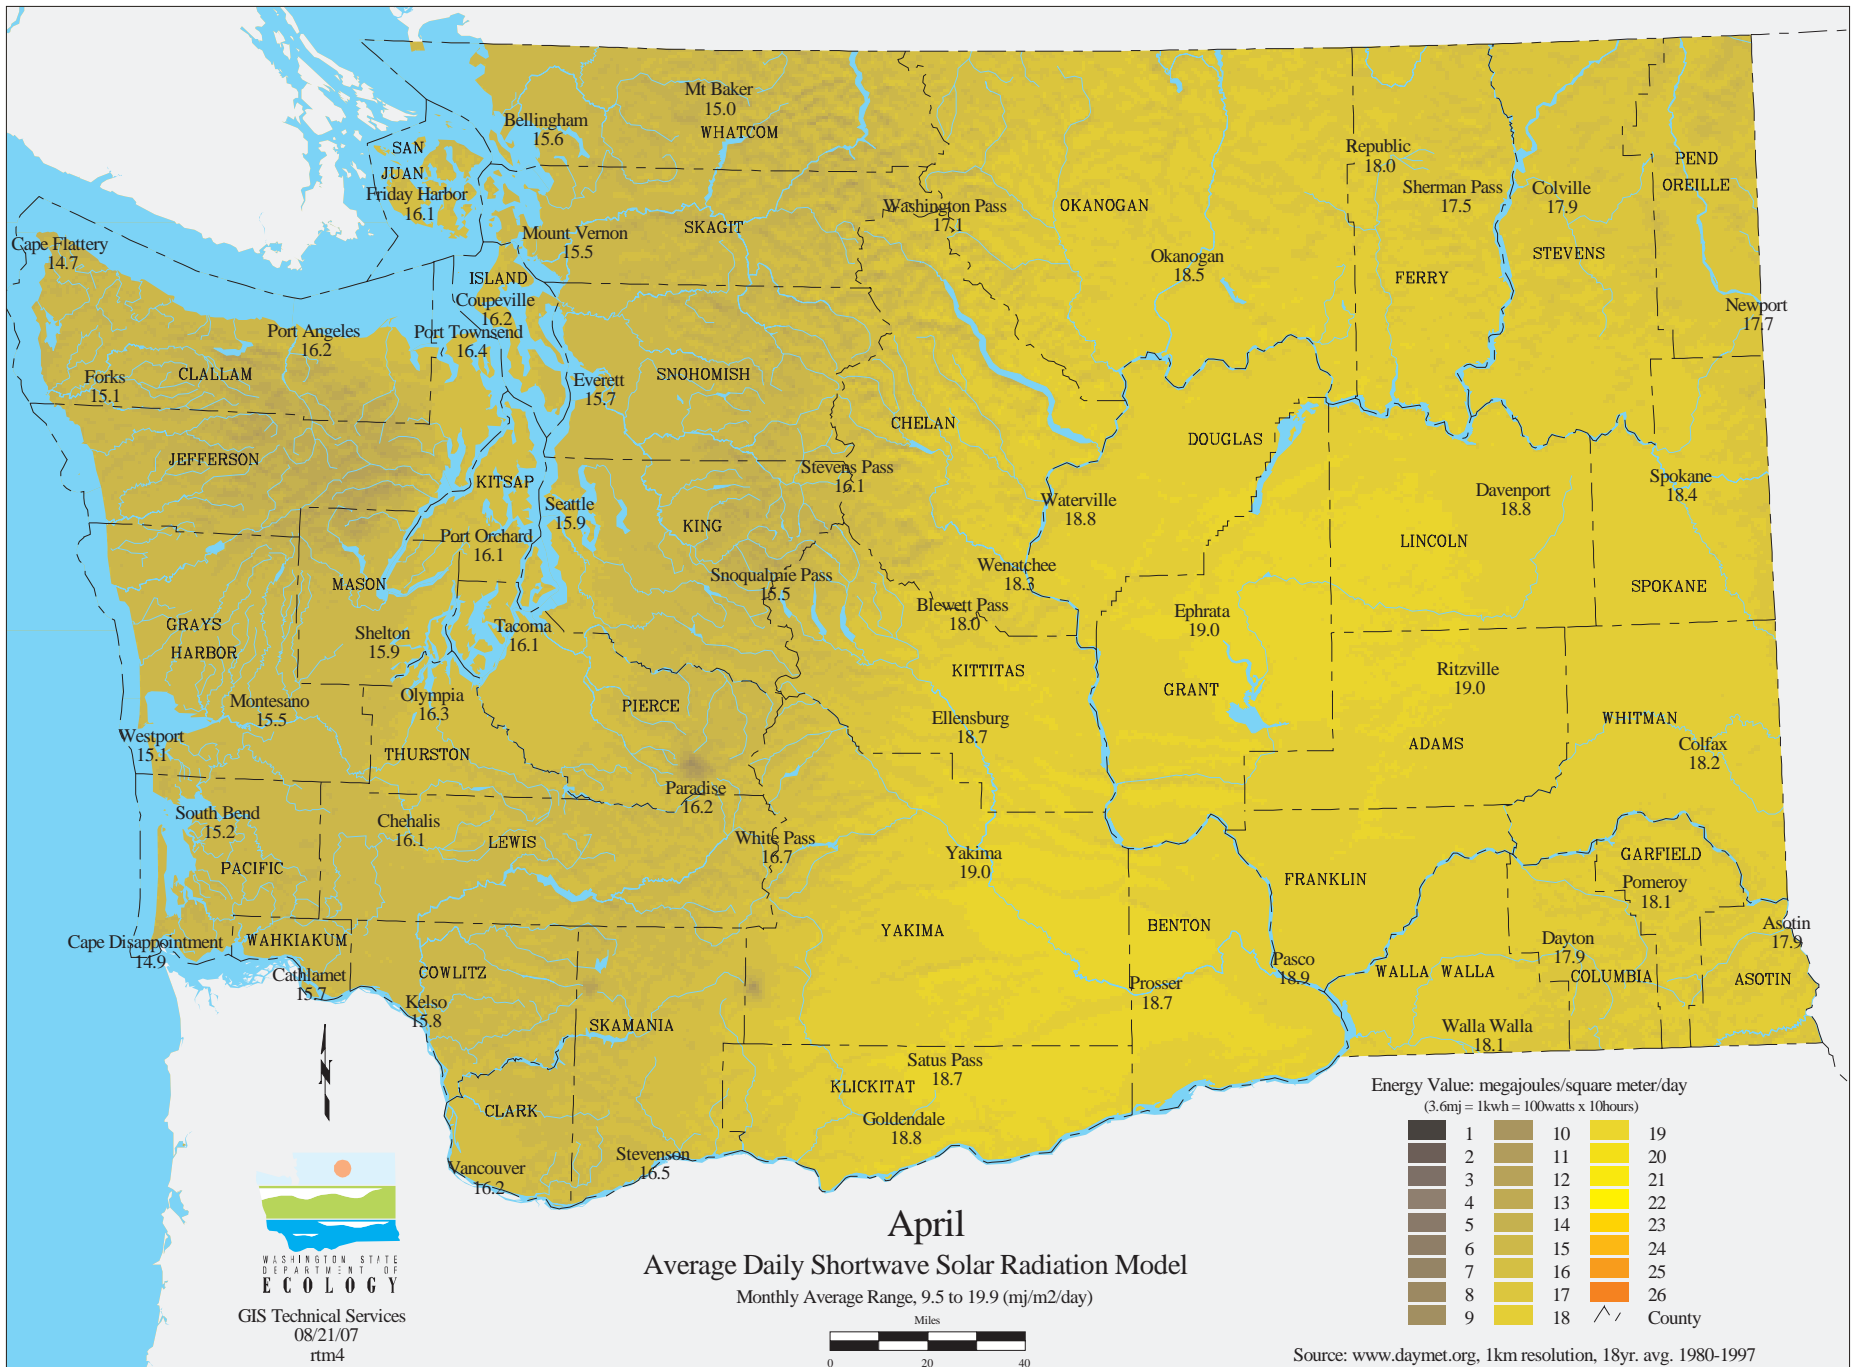 Mt Baker
15.0
WHATCOM
Bellingham
15.6
SAN
JUAN
Friday Harbor
16.1
Republic
18.0
PEND
OREILLE
Sherman Pass
17.5
Colville
17.9
Washington Pass
17.1
OKANOGAN
SKAGIT
Mount Vernon
15.5
Cape Flattery
14.7
Okanogan
18.5
STEVENS
FERRY
ISLAND
Coupeville
16.2
Port Townsend
16.4
Port Angeles
16.2
Newport
17.7
Forks
15.1
CLALLAM
Everett
15.7
SNOHOMISH
CHELAN
DOUGLAS
JEFFERSON
KITSAP
Stevens Pass
16.1
Seattle
15.9
KING
Waterville
18.8
Davenport
18.8
Spokane
18.4
Port Orchard
16.1
LINCOLN
Wenatchee
18.3
Snoqualmie Pass
15.5
MASON
SPOKANE
Blewett Pass
18.0
Ephrata
19.0
GRAYS
HARBOR
Shelton
15.9
Tacoma
16.1
KITTITAS
Ritzville
19.0
GRANT
Olympia
16.3
Montesano
15.5
PIERCE
Ellensburg
18.7
WHITMAN
Westport
15.1
THURSTON
ADAMS
Colfax
18.2
Paradise
16.2
South Bend
15.2
Chehalis
16.1
LEWIS
White Pass
16.7
Yakima
19.0
GARFIELD
Pomeroy
18.1
PACIFIC
FRANKLIN
Asotin
17.9
YAKIMA
BENTON
Cape Disappointment
14.9
WAHKIAKUM
Dayton
17.9
Cathlamet
15.7
COWLITZ
Pasco
18.9
WALLA WALLA
COLUMBIA
ASOTIN
Prosser
18.7
Kelso
15.8
SKAMANIA
Walla Walla
18.1
Satus Pass
18.7
KLICKITAT
Goldendale
18.8
CLARK
Stevenson
16.5
Vancouver
16.2
N
WASHINGTON STATE
DEPARTMENT OF
ECOLOGY
GIS Technical Services
08/21/07
rtm4
April
Average Daily Shortwave Solar Radiation Model
Monthly Average Range, 9.5 to 19.9 (mj/m2/day)
Miles
0 20 40
Energy Value: megajoules/square meter/day
(3.6mj = 1kwh = 100watts x 10hours)
1 10 19
2 11 20
3 12 21
4 13 22
5 14 23
6 15 24
7 16 25
8 17 26
9 18 County
Source: www.daymet.org, 1km resolution, 18yr. avg. 1980-1997